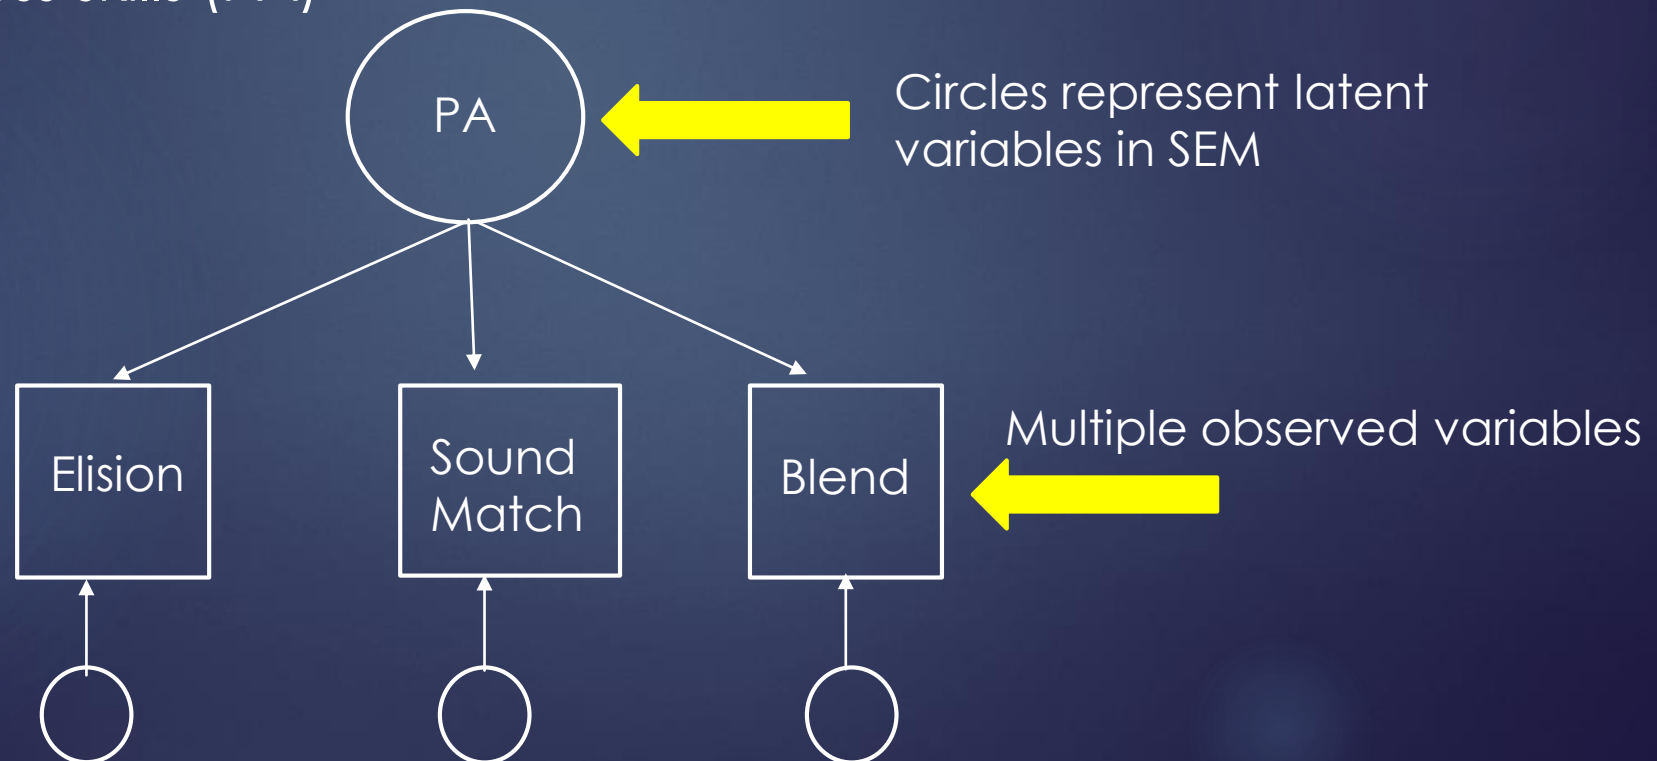 PA
Circles represent latent
variables in SEM
Elision
Sound
Match
Blend
Multiple observed variables